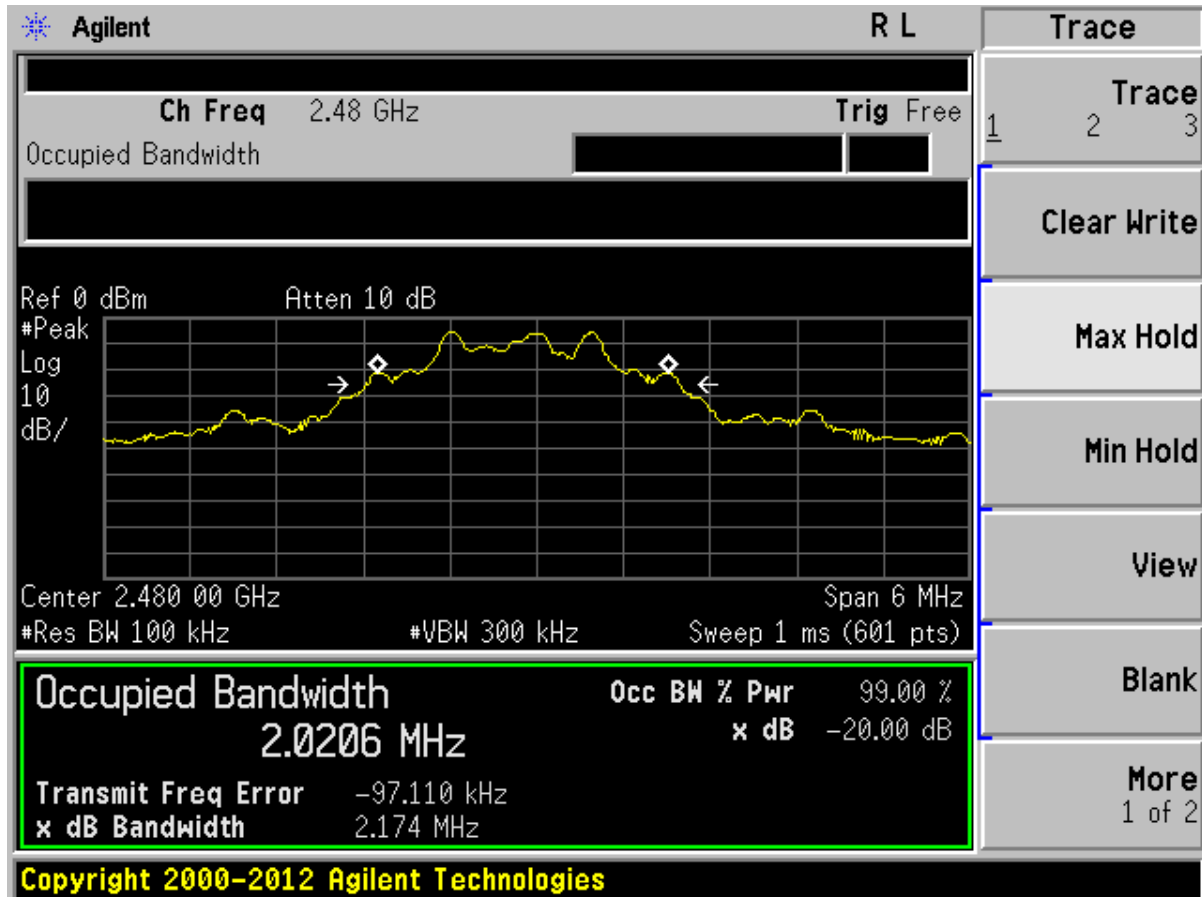 Agilent R L Trace
Ch Freq 2.48 GHz Trig Free
Occupied Bandwidth
Trace
1 2 3
Clear Write
Max Hold
Min Hold
View
Blank
More
1 of 2
Ref 0 dBm Atten 10 dB
#Peak
Log
10
dB/
Center 2.480 00 GHz Span 6 MHz
#Res BW 100 kHz #VBW 300 kHz Sweep 1 ms (601 pts)
Occupied Bandwidth Occ BW % Pwr 99.00 %
2.0206 MHz x dB -20.00 dB
Transmit Freq Error -97.110 kHz
x dB Bandwidth 2.174 MHz
Copyright 2000-2012 Agilent Technologies